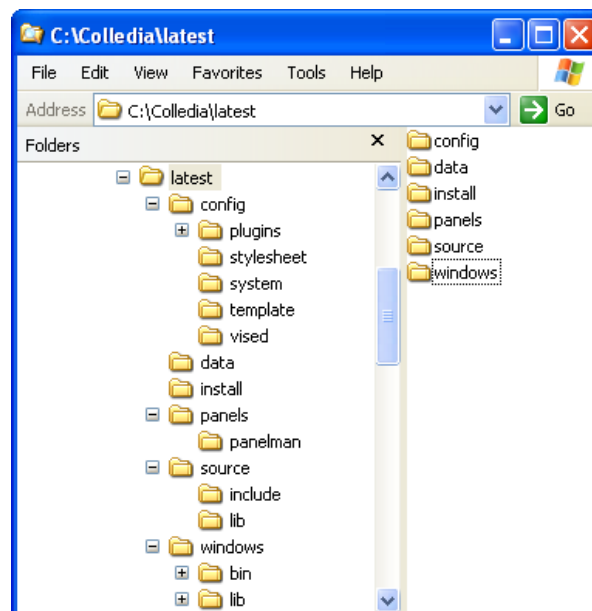 C:\Colledia\latest
File Edit View Favorites Tools Help
Address C:\Colledia\latest Go
Folders
latest
config
plugins
stylesheet
system
template
vised
data
install
panels
panelman
source
include
lib
windows
bin
lib
config
data
install
panels
source
windows